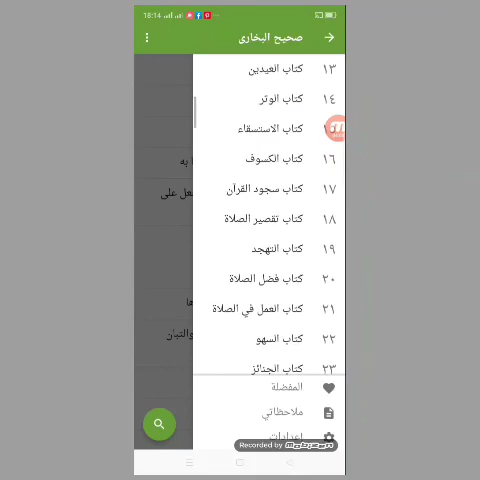 18:14
صحيح البخاري
١٣ كتاب العيدين
١٤ كتاب الوتر
كتاب الاستسقاء
١٦ كتاب الكسوف
١٧ كتاب سجود القرآن
١٨ كتاب تقصير الصلاة
١٩ كتاب التهجد
٢٠ كتاب فضل الصلاة
٢١ كتاب العمل في الصلاة
٢٢ كتاب السهو
٢٣ كتاب الجنائز
المفضلة
ملاحظاتي
إعدادات
Recorded by